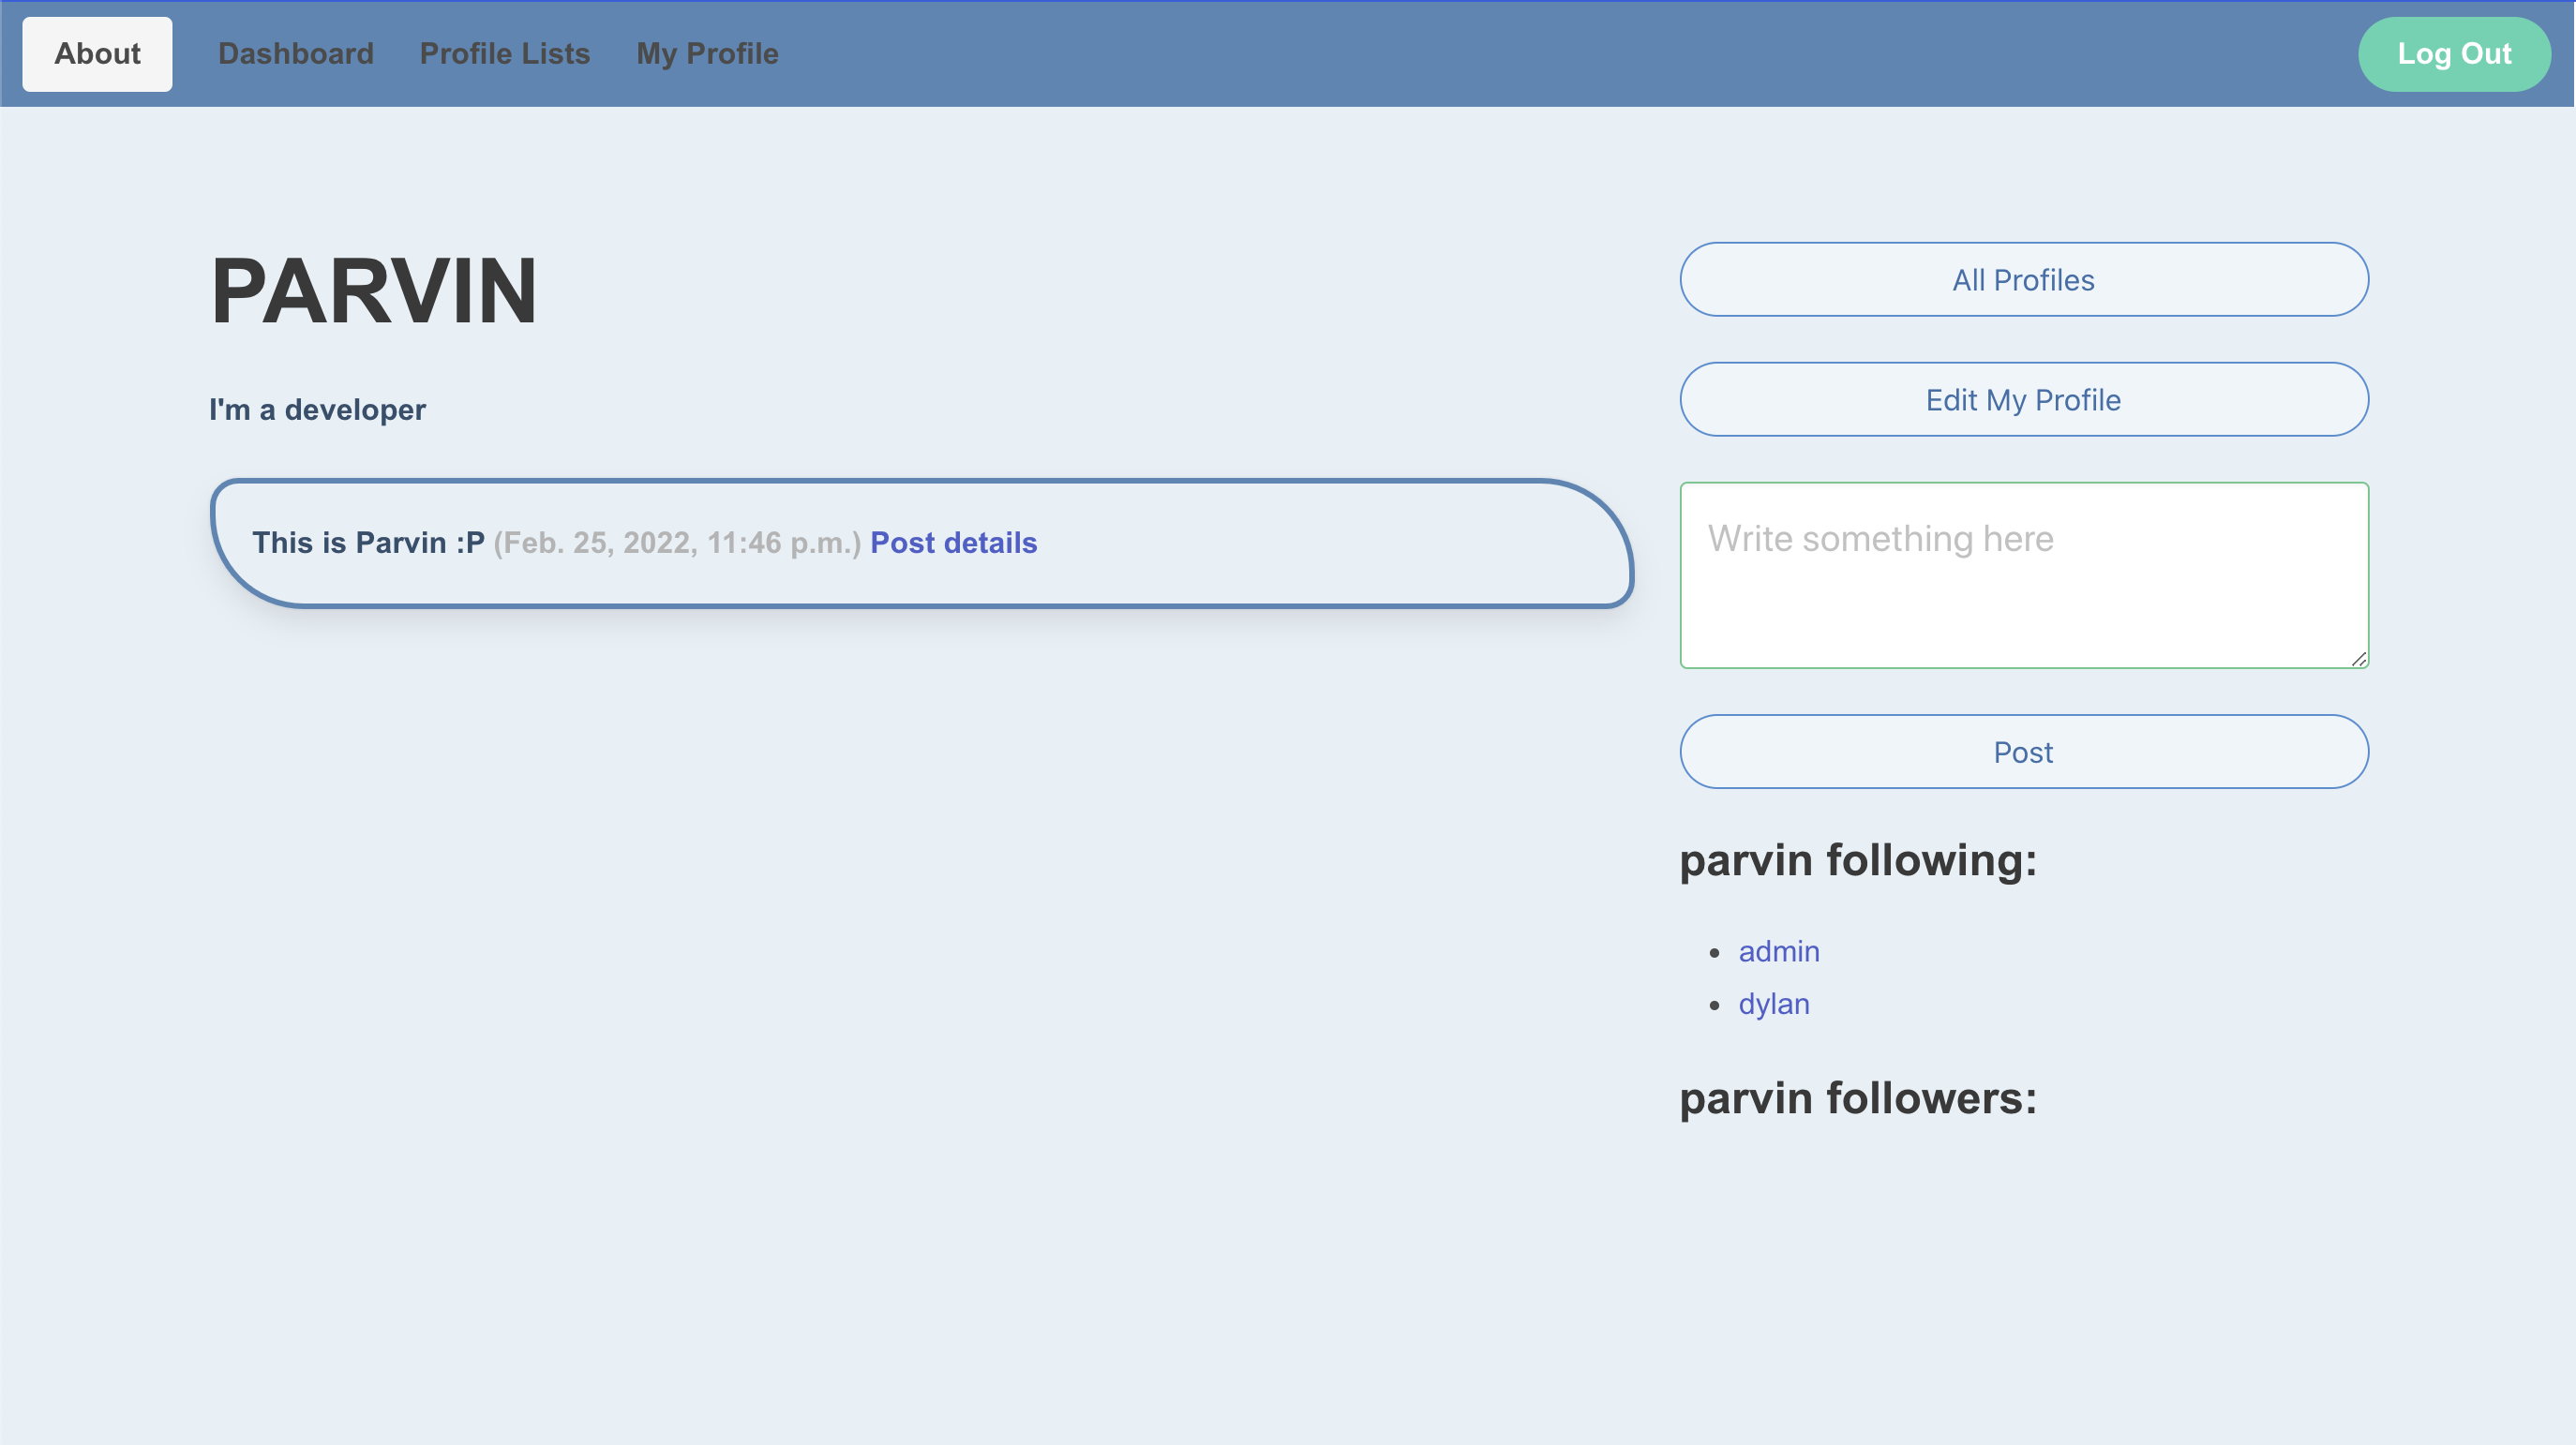 About Dashboard Profile Lists My Profile Log Out
PARVIN
I'm a developer
This is Parvin :P (Feb. 25, 2022, 11:46 p.m.) Post details
All Profiles
Edit My Profile
Write something here
Post
parvin following:
admin
dylan
parvin followers: